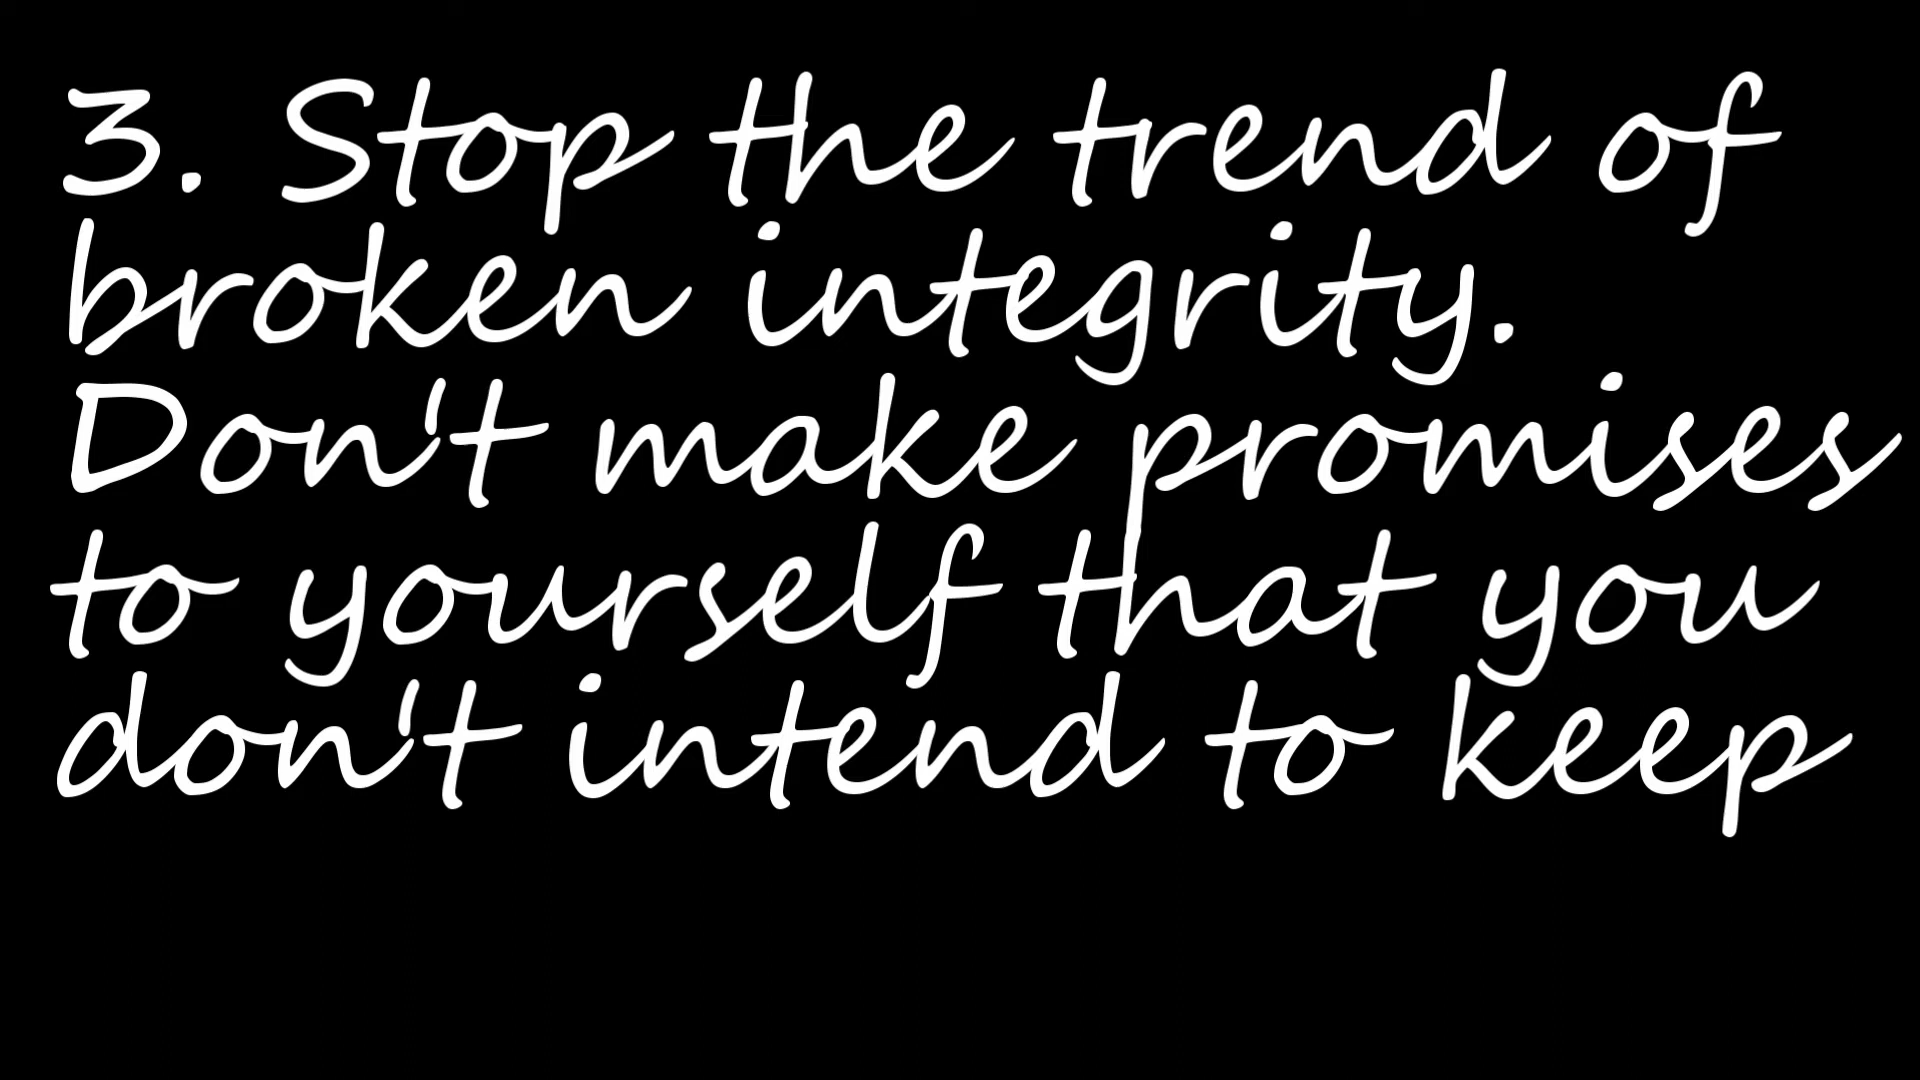 3. Stop the trend of
broken integrity.
Don't make promises
to yourself that you
don't intend to keep